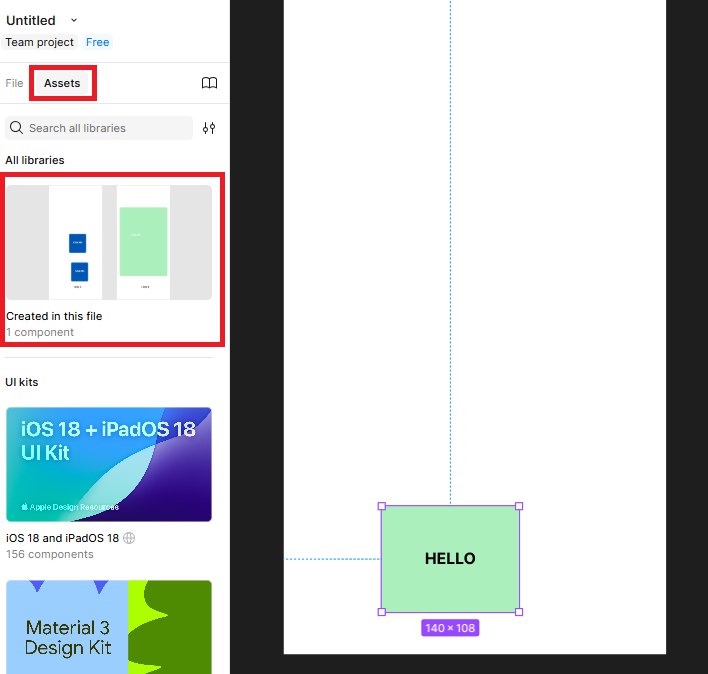 Untitled
Team project Free
File Assets
Search all libraries
All libraries
Created in this file
1 component
UI kits
iOS 18 + iPadOS 18
UI Kit
Apple Design Resources
iOS 18 and iPadOS 18
156 components
Material 3
Design Kit
HELLO
140 × 108